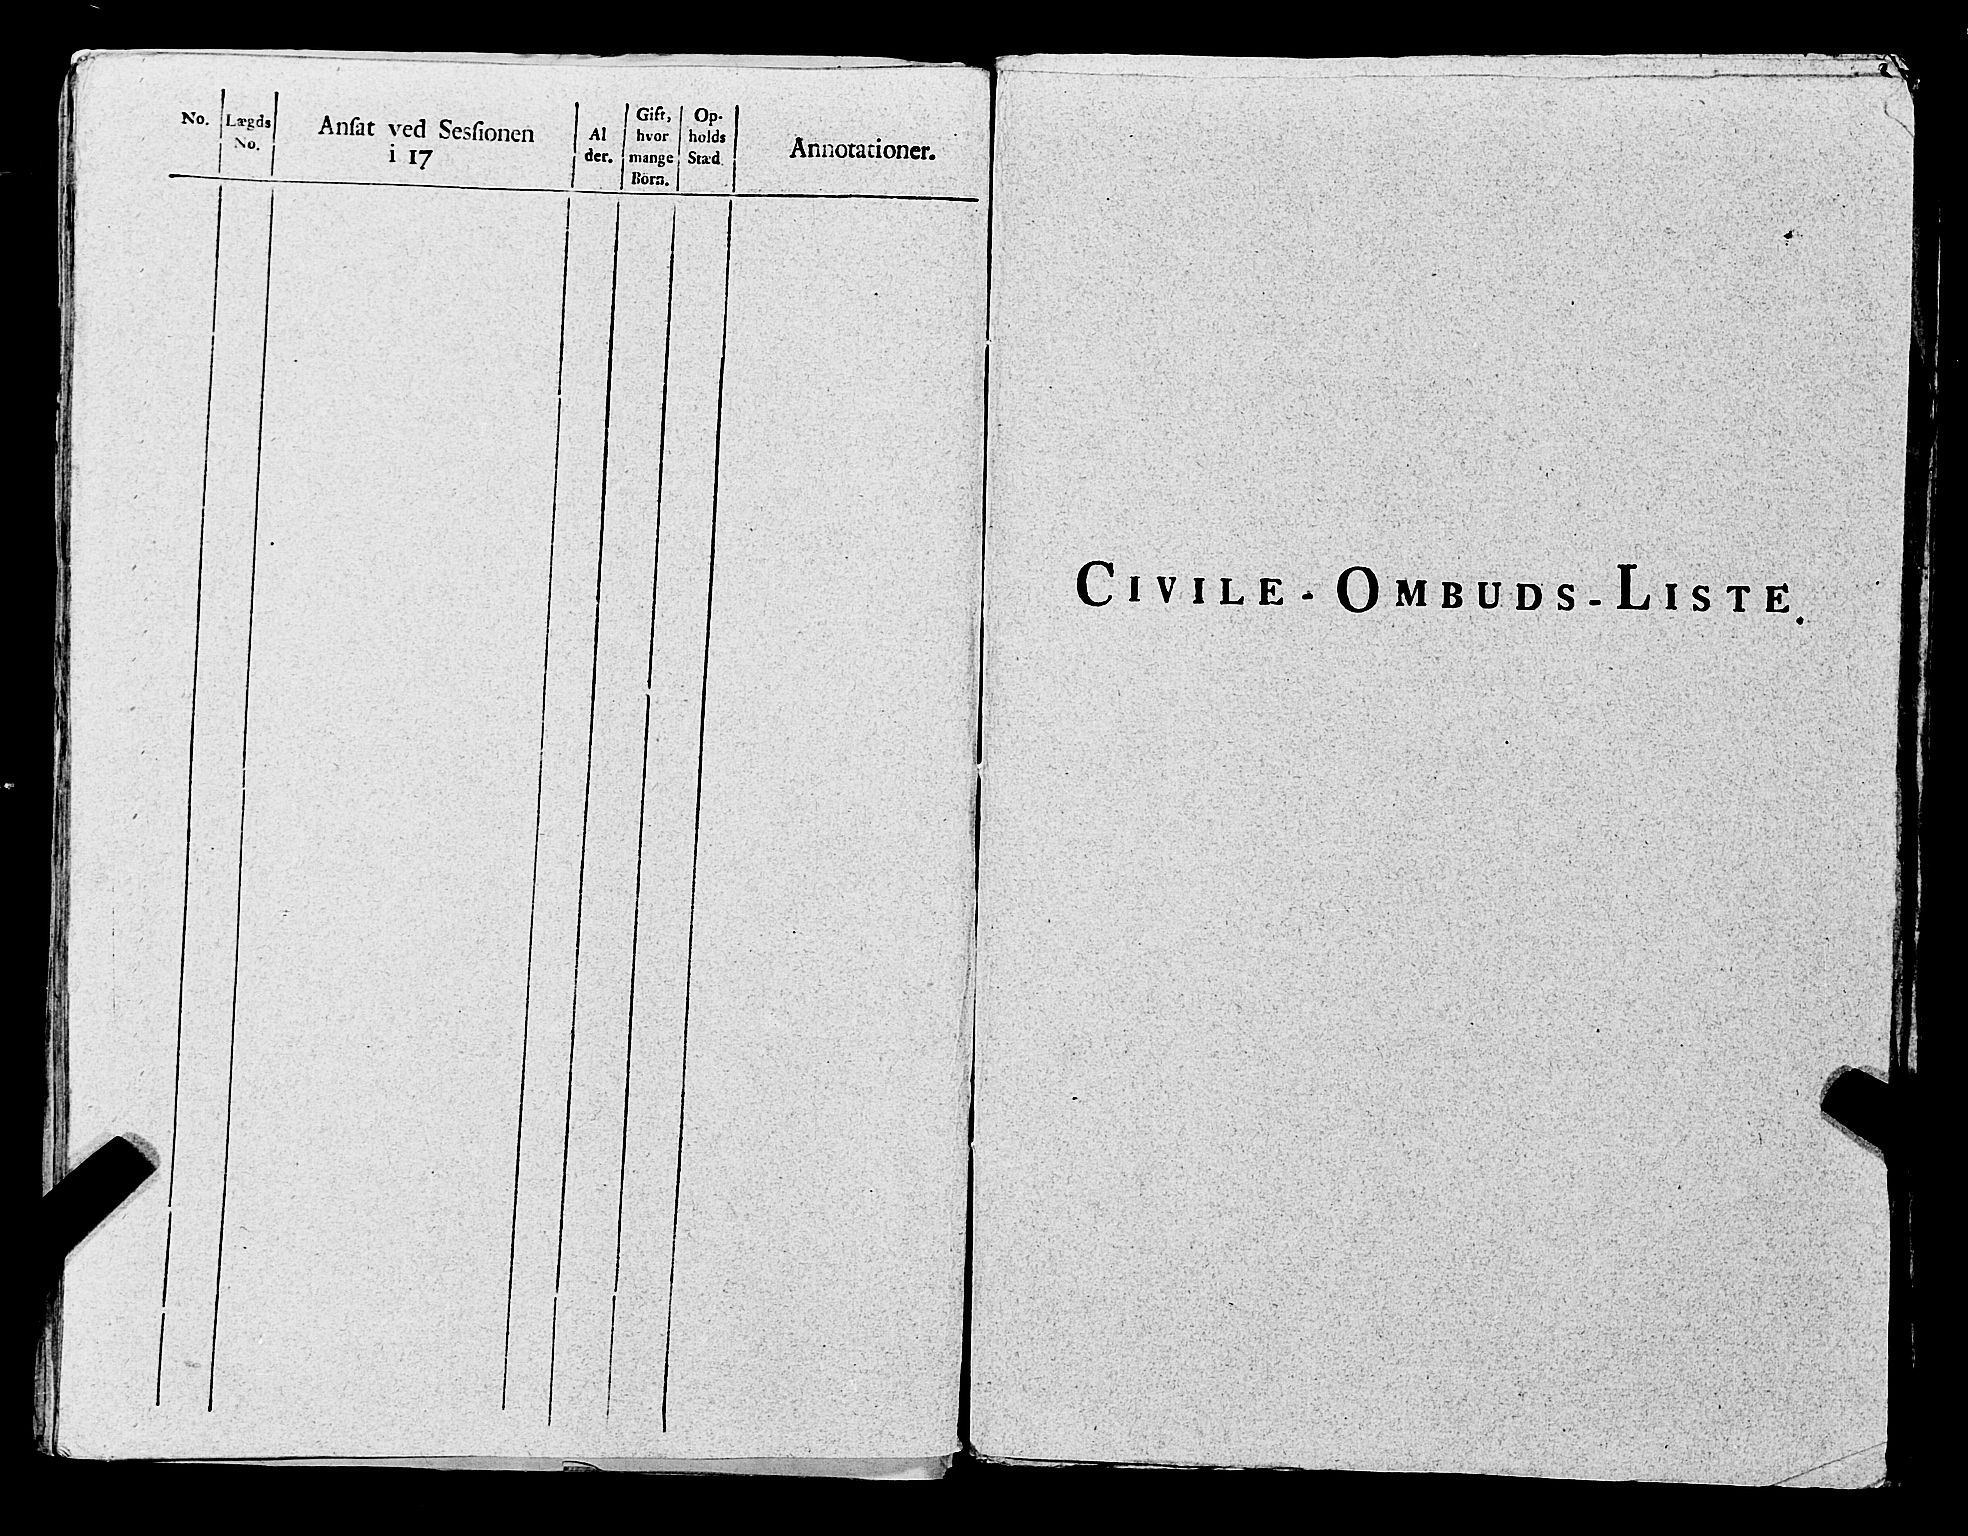 No.
Lægds
No.
Anſat ved Sesſionen
i 17
Al
der.
Gift,
hvor
mange
Börn.
Op-
holds
Stæd.
Annotationer.
CIVILE-OMBUDS-LISTE.